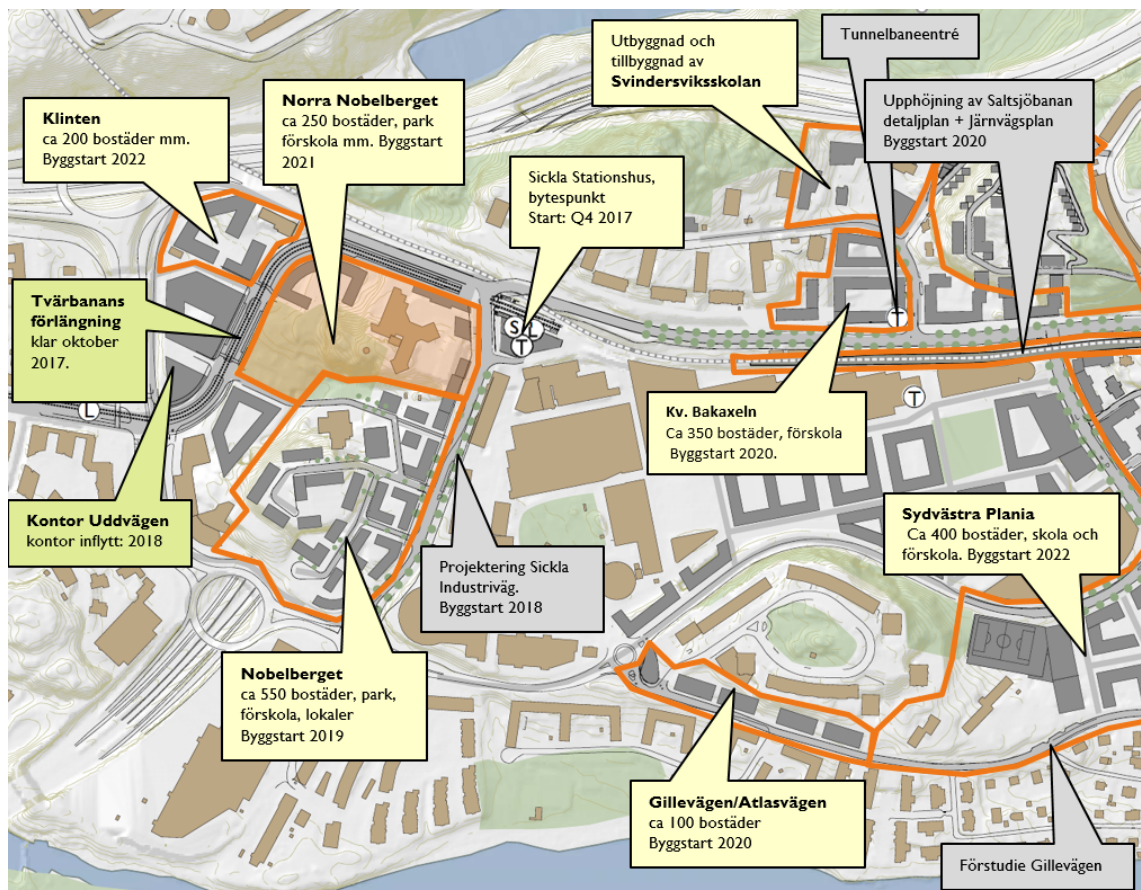 Klinten
ca 200 bostäder mm.
Byggstart 2022
Norra Nobelberget
ca 250 bostäder, park
förskola mm. Byggstart
2021
Utbyggnad och
tillbyggnad av
Svindersviksskolan
Tunnelbaneentré
Upphöjning av Saltsjöbanan
detaljplan + Järnvägsplan
Byggstart 2020
Sickla Stationshus,
bytespunkt
Start: Q4 2017
Tvärbanans
förlängning
klar oktober
2017.
S L
T
T
L
T
Kv. Bakaxeln
Ca 350 bostäder, förskola
Byggstart 2020.
Kontor Uddvägen
kontor inflytt: 2018
Sydvästra Plania
Ca 400 bostäder, skola och
förskola. Byggstart 2022
Projektering Sickla
Industriväg.
Byggstart 2018
Nobelberget
ca 550 bostäder, park,
förskola, lokaler
Byggstart 2019
Gillevägen/Atlasvägen
ca 100 bostäder
Byggstart 2020
Förstudie Gillevägen